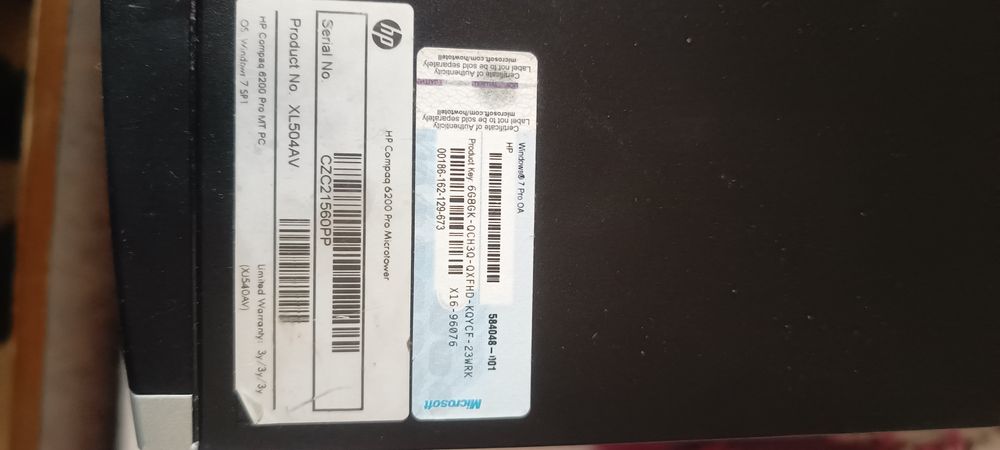 hp
HP Compaq 6200 Pro Microtower
Serial No.
CZC21560PP
Product No. XL504AV
HP Compaq 6200 Pro MT PC
Limited Warranty: 3y/3y/3y
OS: Windows 7 SP1
(XJ540AV)
Windows® 7 Pro OA
HP
584048-001
Product Key: 6G8GK-QCH3Q-QXFHD-KQYCF-23WRK
00186-162-129-673
X16-96076
Certificate of Authenticity
Label not to be sold separately
microsoft.com/howtotell
Certificate of Authenticity
Label not to be sold separately
microsoft.com/howtotell
Microsoft